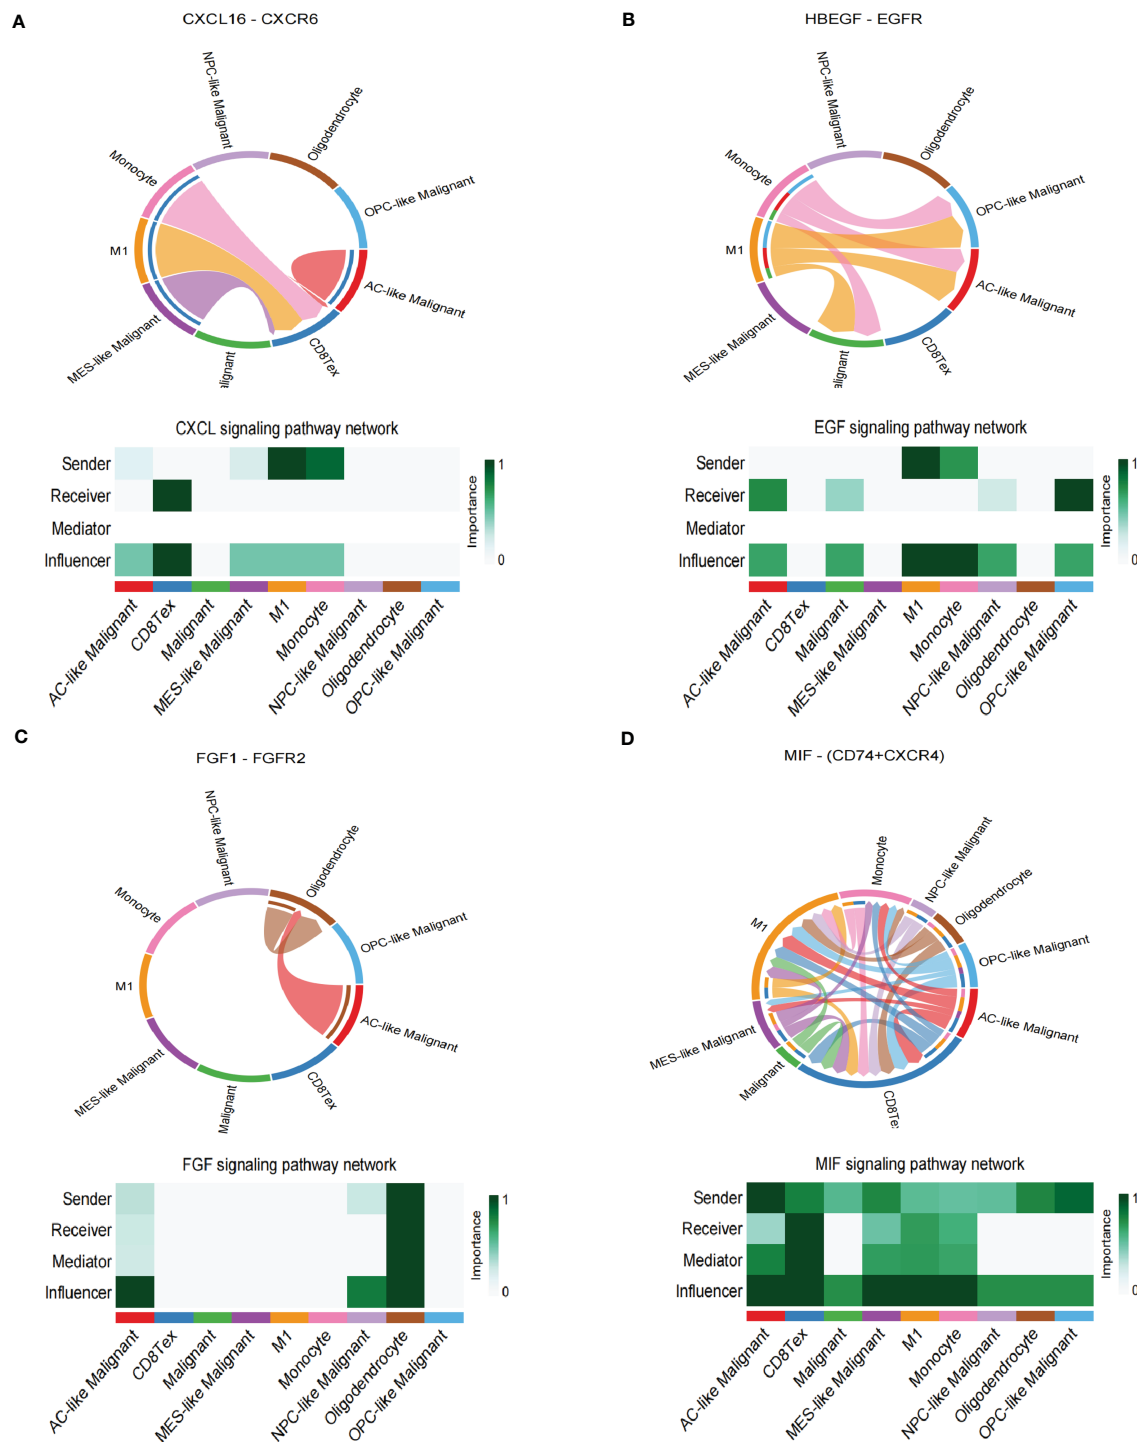 A
CXCL16 - CXCR6
NPC-like Malignant
Oligodendrocyte
Monocyte
OPC-like Malignant
M1
AC-like Malignant
MES-like Malignant
alignant
CD8Tex
CXCL signaling pathway network
Sender
Receiver
Mediator
Influencer
1
0
Importance
AC-like Malignant
CD8Tex
Malignant
MES-like Malignant
M1
Monocyte
NPC-like Malignant
Oligodendrocyte
OPC-like Malignant
B
HBEGF - EGFR
NPC-like Malignant
Oligodendrocyte
Monocyte
OPC-like Malignant
M1
AC-like Malignant
MES-like Malignant
alignant
CD8Tex
EGF signaling pathway network
Sender
Receiver
Mediator
Influencer
1
0
Importance
AC-like Malignant
CD8Tex
Malignant
MES-like Malignant
M1
Monocyte
NPC-like Malignant
Oligodendrocyte
OPC-like Malignant
C
FGF1 - FGFR2
NPC-like Malignant
Oligodendrocyte
Monocyte
OPC-like Malignant
M1
AC-like Malignant
MES-like Malignant
Malignant
CD8Tex
FGF signaling pathway network
Sender
Receiver
Mediator
Influencer
1
0
Importance
AC-like Malignant
CD8Tex
Malignant
MES-like Malignant
M1
Monocyte
NPC-like Malignant
Oligodendrocyte
OPC-like Malignant
D
MIF - (CD74+CXCR4)
Monocyte
NPC-like Malignant
Oligodendrocyte
M1
OPC-like Malignant
AC-like Malignant
MES-like Malignant
Malignant
CD8Tex
MIF signaling pathway network
Sender
Receiver
Mediator
Influencer
1
0
Importance
AC-like Malignant
CD8Tex
Malignant
MES-like Malignant
M1
Monocyte
NPC-like Malignant
Oligodendrocyte
OPC-like Malignant